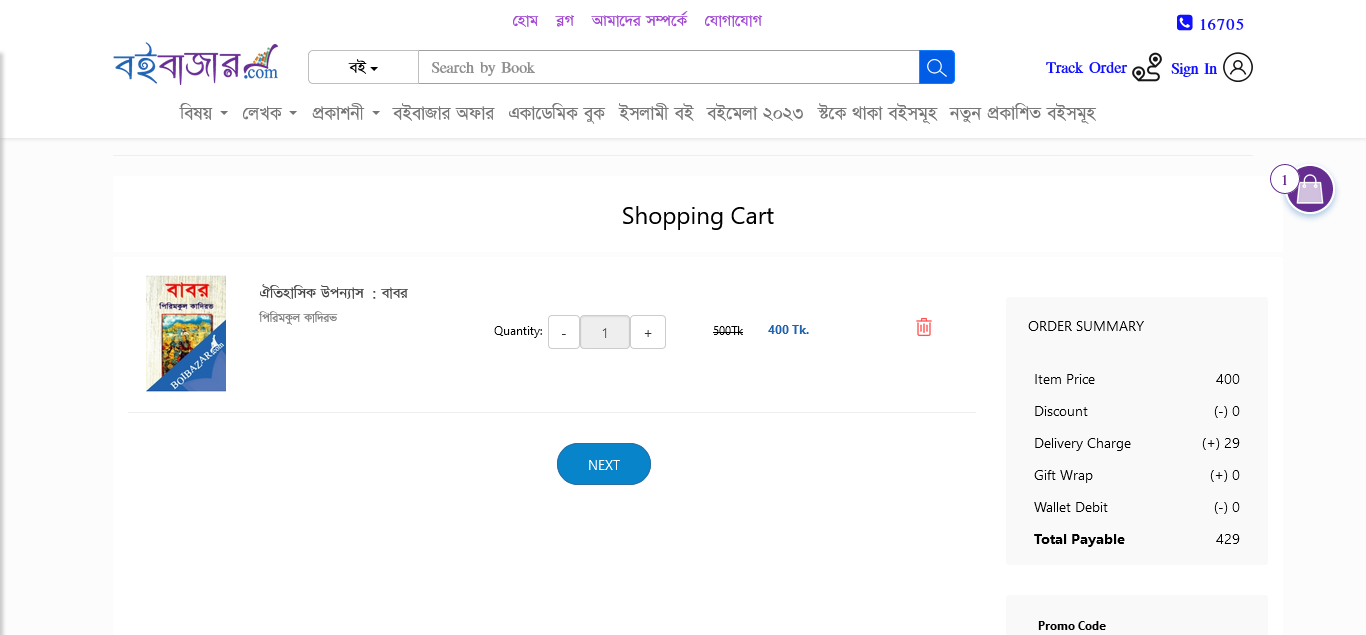 হোম ব্লগ আমাদের সম্পর্কে যোগাযোগ
16705
বইবাজার.com
বই
Search by Book
Track Order
Sign In
বিষয় লেখক প্রকাশনী বইবাজার অফার একাডেমিক বুক ইসলামী বই বইমেলা ২০২৩ স্টকে থাকা বইসমূহ নতুন প্রকাশিত বইসমূহ
1
Shopping Cart
বাবর
পিরিমকুল কাদিরভ
BOIBAZAR.com
ঐতিহাসিক উপন্যাস : বাবর
পিরিমকুল কাদিরভ
Quantity: - 1 + 500Tk 400 Tk.
NEXT
ORDER SUMMARY
Item Price 400
Discount (-) 0
Delivery Charge (+) 29
Gift Wrap (+) 0
Wallet Debit (-) 0
Total Payable 429
Promo Code